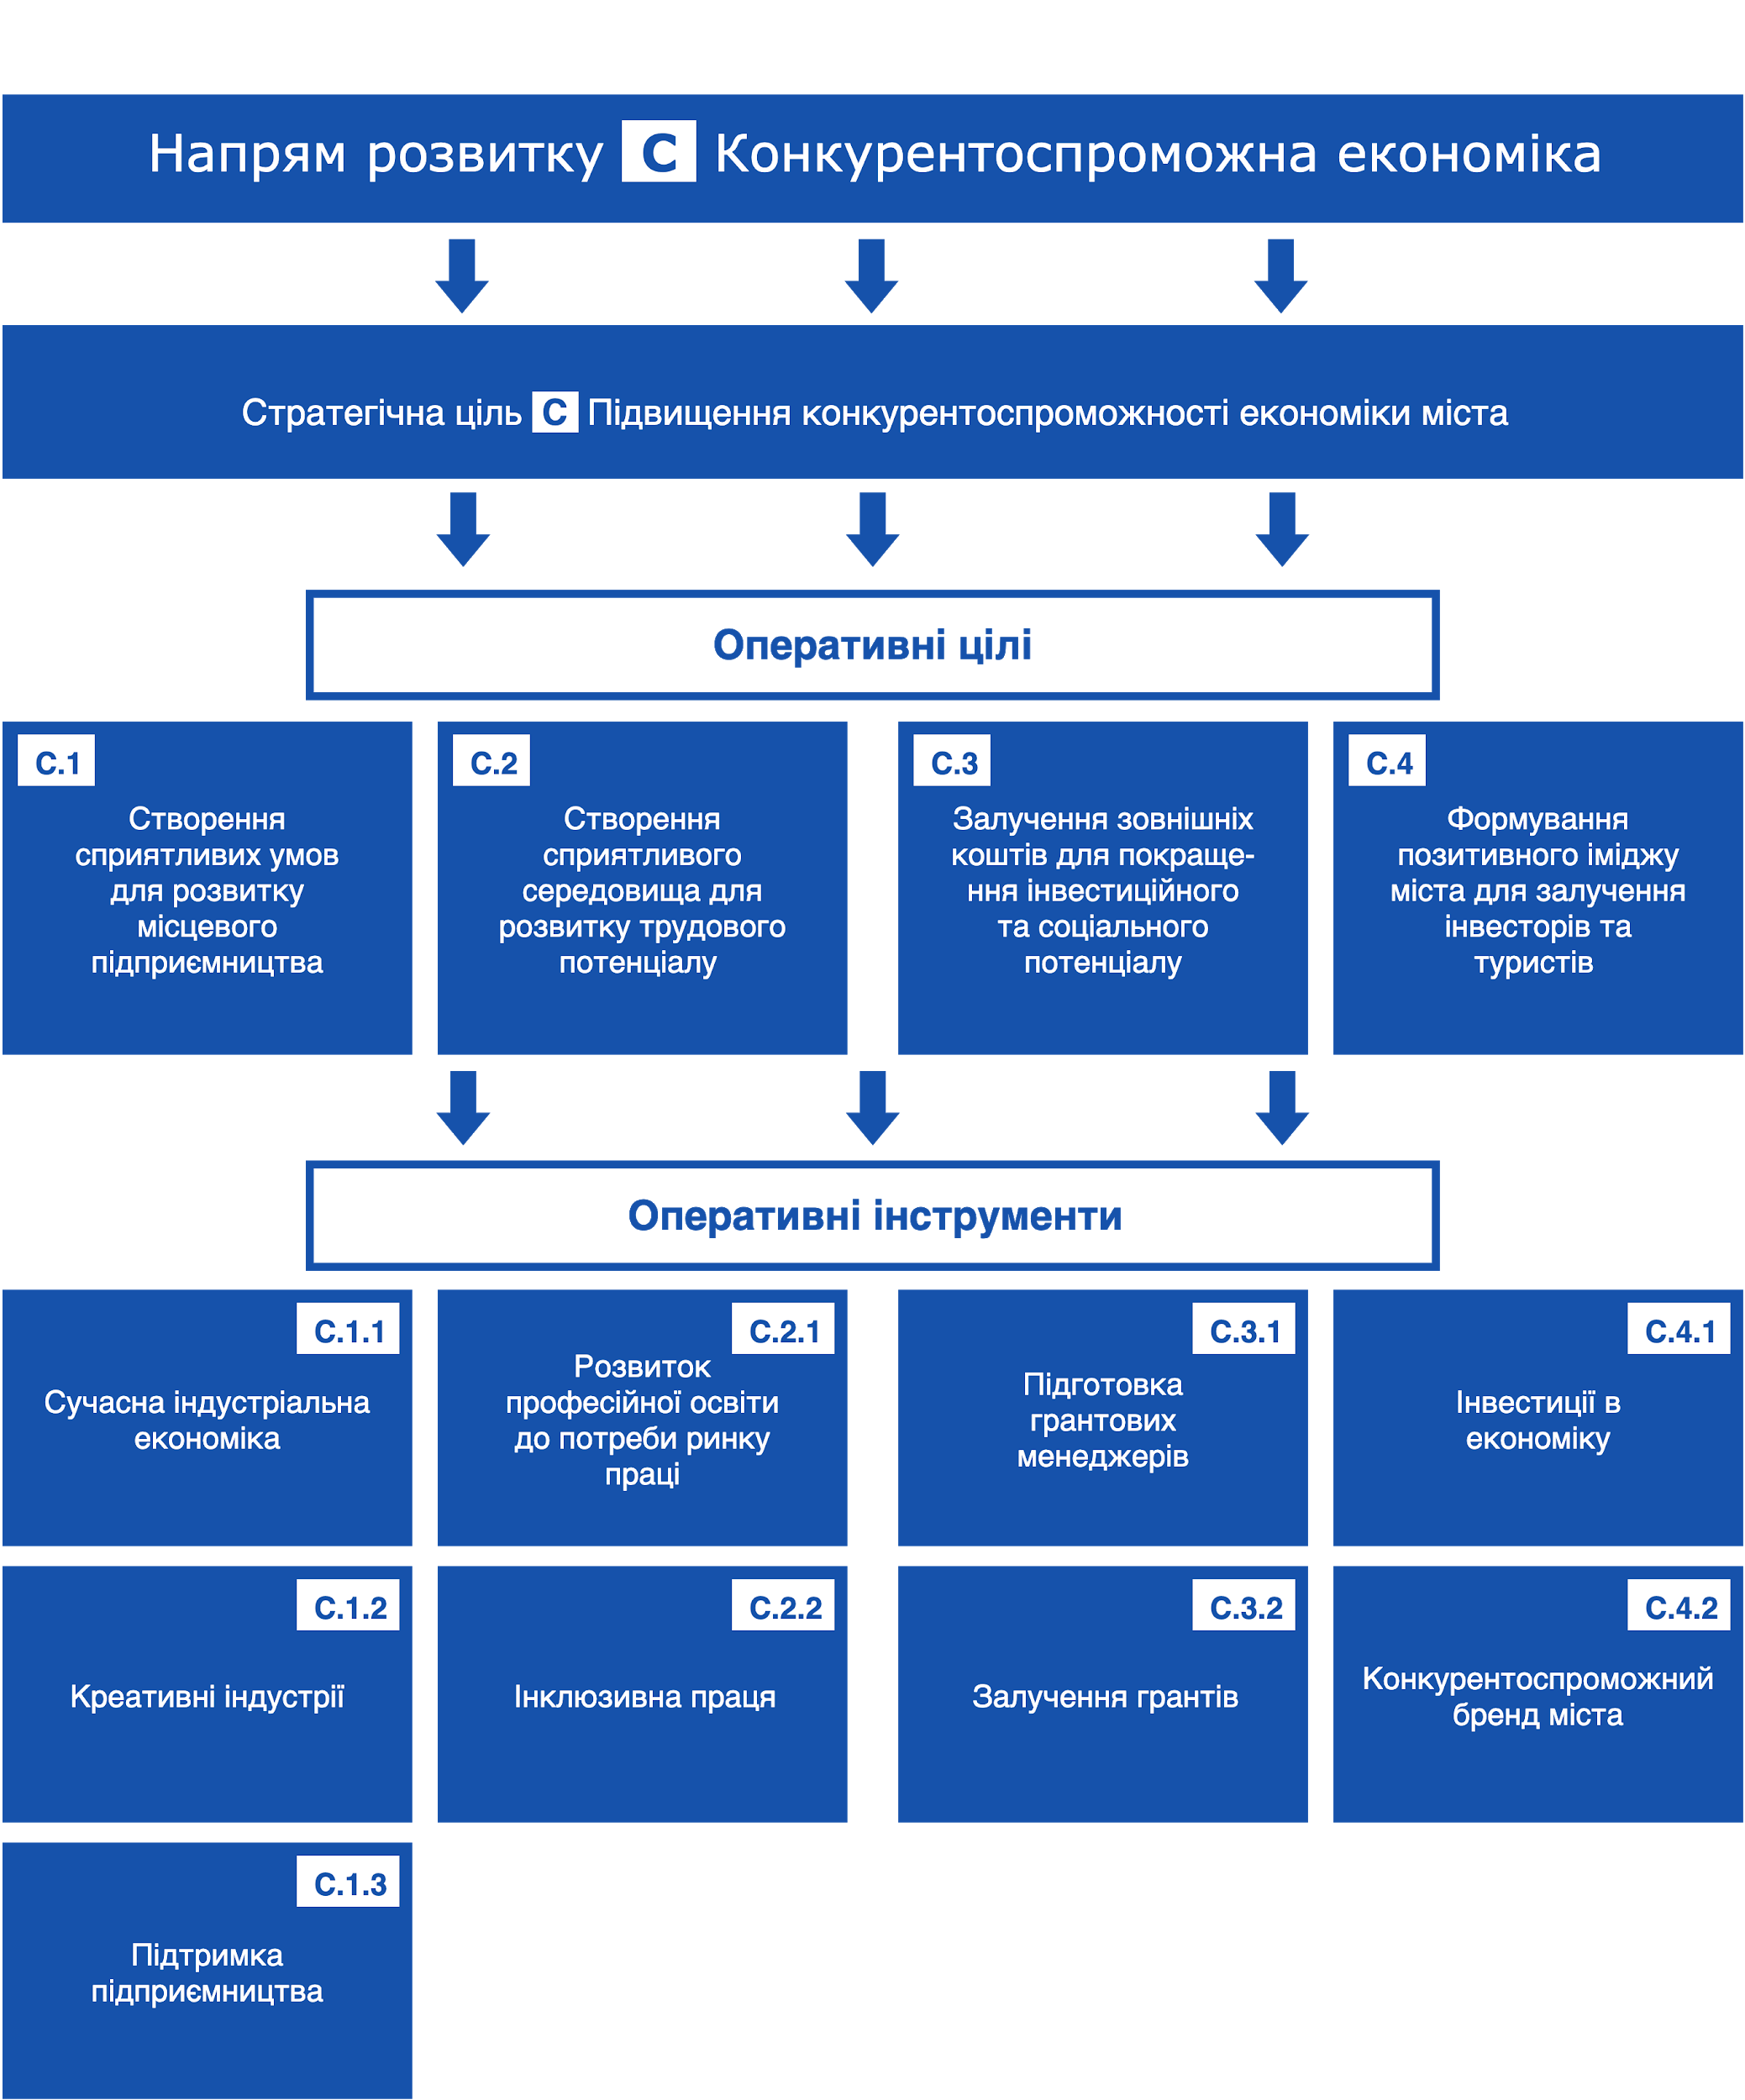 Напрям розвитку С Конкурентоспроможна економіка
Стратегічна ціль С Підвищення конкурентоспроможності економіки міста
Оперативні цілі
С.1
Створення
сприятливих умов
для розвитку
місцевого
підприємництва
С.2
Створення
сприятливого
середовища для
розвитку трудового
потенціалу
С.3
Залучення зовнішніх
коштів для покраще-
ння інвестиційного
та соціального
потенціалу
С.4
Формування
позитивного іміджу
міста для залучення
інвесторів та
туристів
Оперативні інструменти
С.1.1
Сучасна індустріальна
економіка
С.2.1
Розвиток
професійної освіти
до потреби ринку
праці
С.3.1
Підготовка
грантових
менеджерів
С.4.1
Інвестиції в
економіку
С.1.2
Креативні індустрії
С.2.2
Інклюзивна праця
С.3.2
Залучення грантів
С.4.2
Конкурентоспроможний
бренд міста
С.1.3
Підтримка
підприємництва